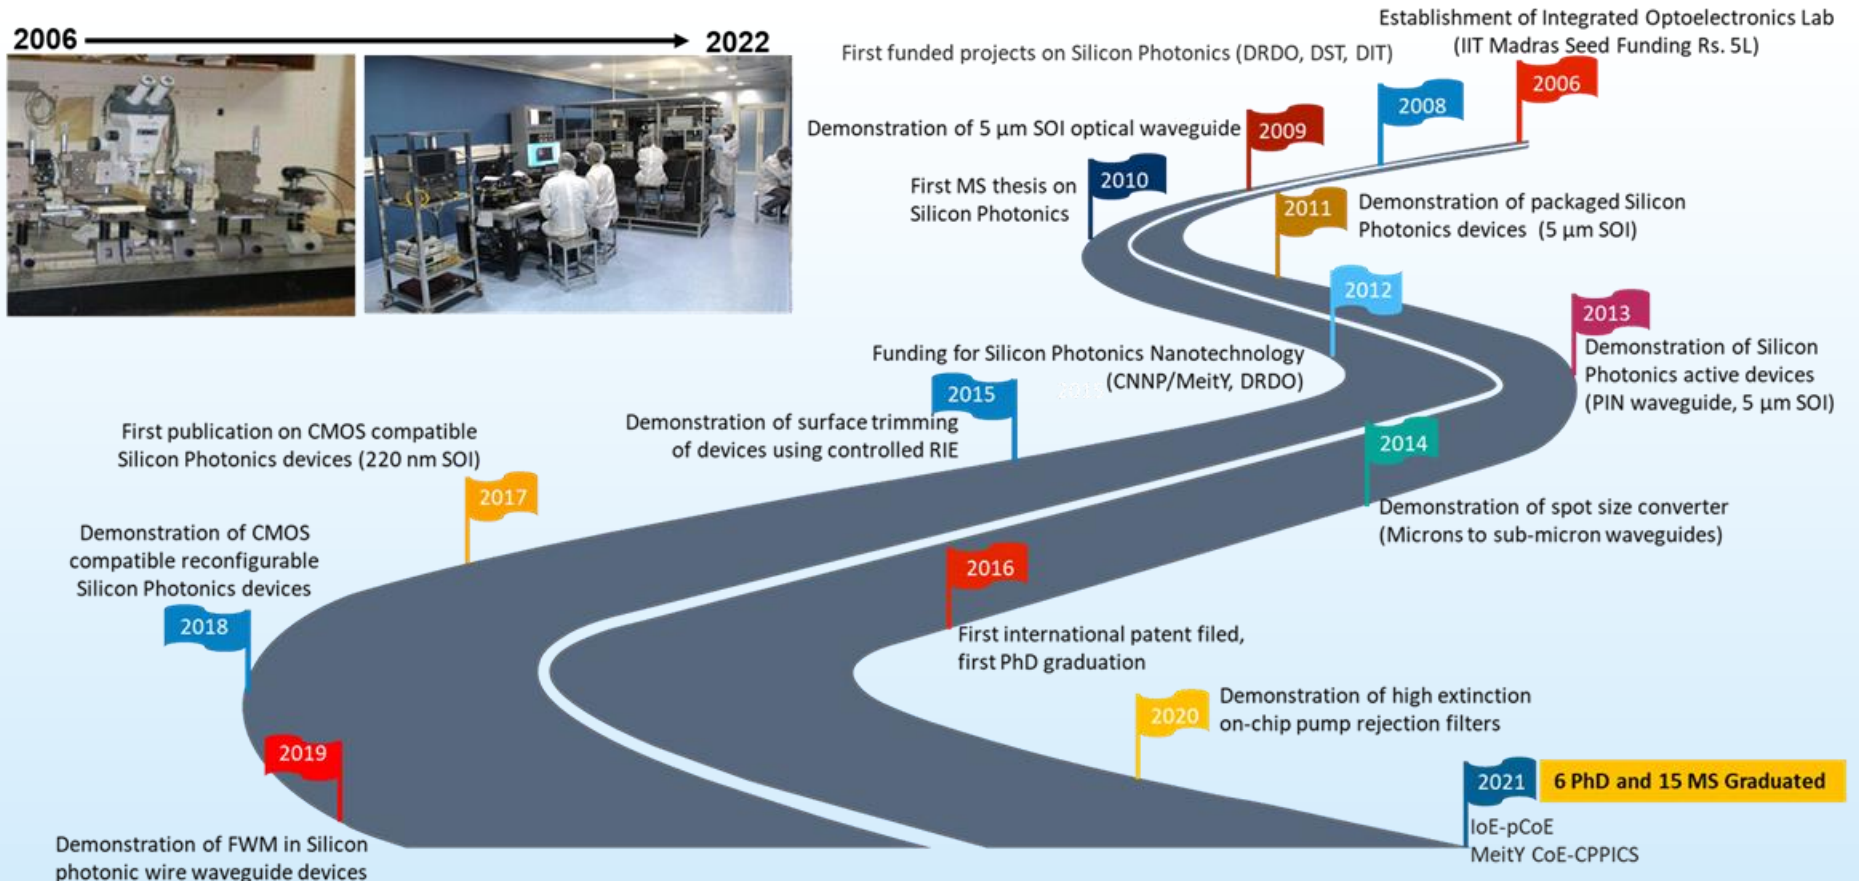 2006
2022
Establishment of Integrated Optoelectronics Lab
(IIT Madras Seed Funding Rs. 5L)
2006
First funded projects on Silicon Photonics (DRDO, DST, DIT)
2008
Demonstration of 5 µm SOI optical waveguide
2009
First MS thesis on
Silicon Photonics
2010
2011
Demonstration of packaged Silicon
Photonics devices (5 µm SOI)
2012
Funding for Silicon Photonics Nanotechnology
(CNNP/MeitY, DRDO)
2013
Demonstration of Silicon
Photonics active devices
(PIN waveguide, 5 µm SOI)
2014
Demonstration of spot size converter
(Microns to sub-micron waveguides)
2015
2015
Demonstration of surface trimming
of devices using controlled RIE
2016
First international patent filed,
first PhD graduation
First publication on CMOS compatible
Silicon Photonics devices (220 nm SOI)
2017
Demonstration of CMOS
compatible reconfigurable
Silicon Photonics devices
2018
2019
Demonstration of FWM in Silicon
photonic wire waveguide devices
2020
Demonstration of high extinction
on-chip pump rejection filters
2021
6 PhD and 15 MS Graduated
IoE-pCoE
MeitY CoE-CPPICS